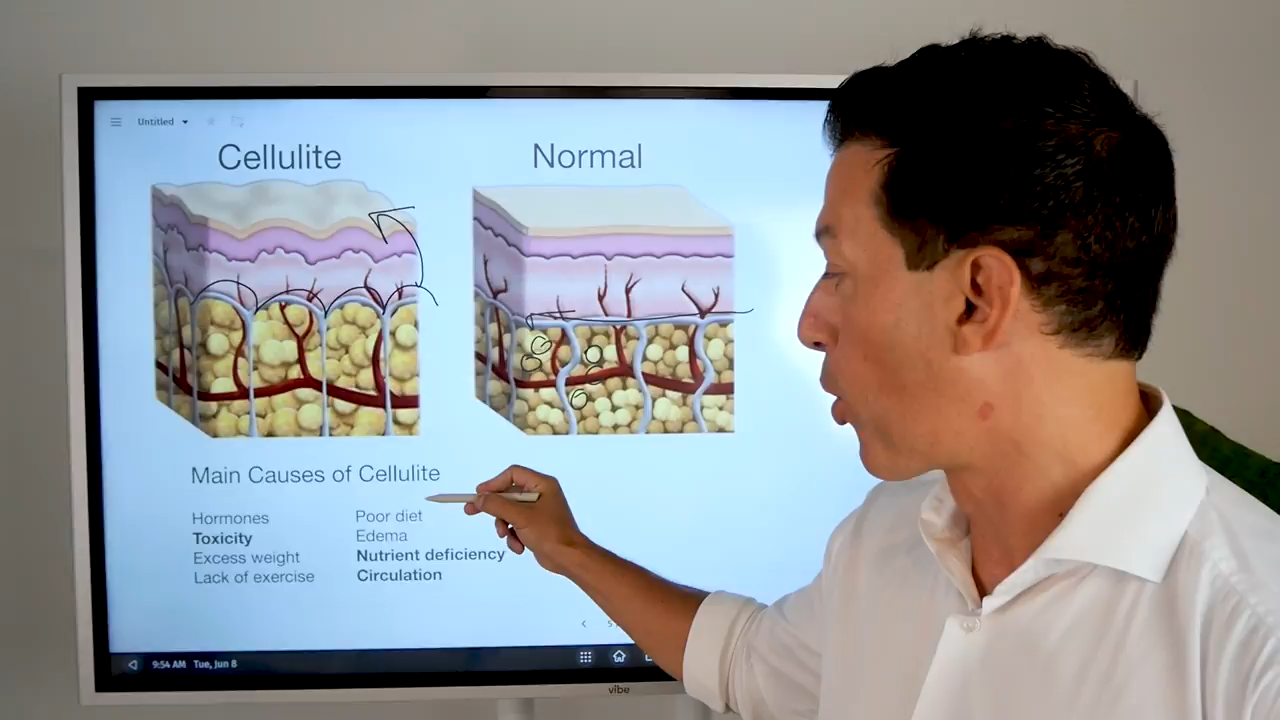 Untitled
Cellulite
Normal
Main Causes of Cellulite
Hormones
Toxicity
Excess weight
Lack of exercise
Poor diet
Edema
Nutrient deficiency
Circulation
5
9:54 AM Tue, Jun 8
vibe